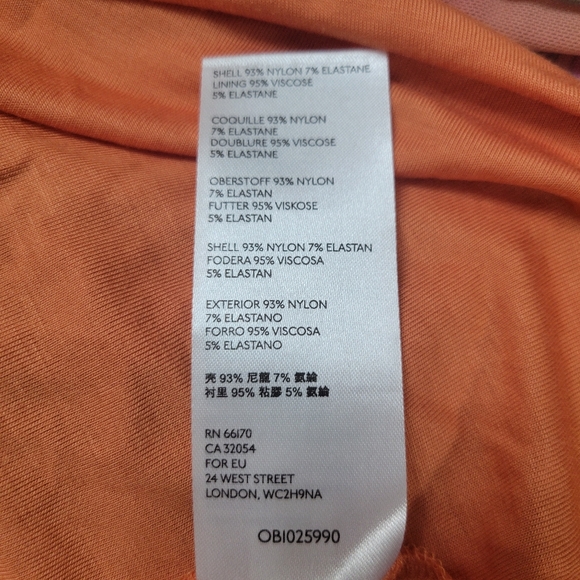 SHELL 93% NYLON 7% ELASTANE
LINING 95% VISCOSE
5% ELASTANE
COQUILLE 93% NYLON
7% ELASTANE
DOUBLURE 95% VISCOSE
5% ELASTANE
OBERSTOFF 93% NYLON
7% ELASTAN
FUTTER 95% VISKOSE
5% ELASTAN
SHELL 93% NYLON 7% ELASTAN
FODERA 95% VISCOSA
5% ELASTAN
EXTERIOR 93% NYLON
7% ELASTANO
FORRO 95% VISCOSA
5% ELASTANO
壳 93% 尼龍 7% 氨綸
衬里 95% 粘膠 5% 氨綸
RN 66170
CA 32054
FOR EU
24 WEST STREET
LONDON, WC2H9NA
OB1025990